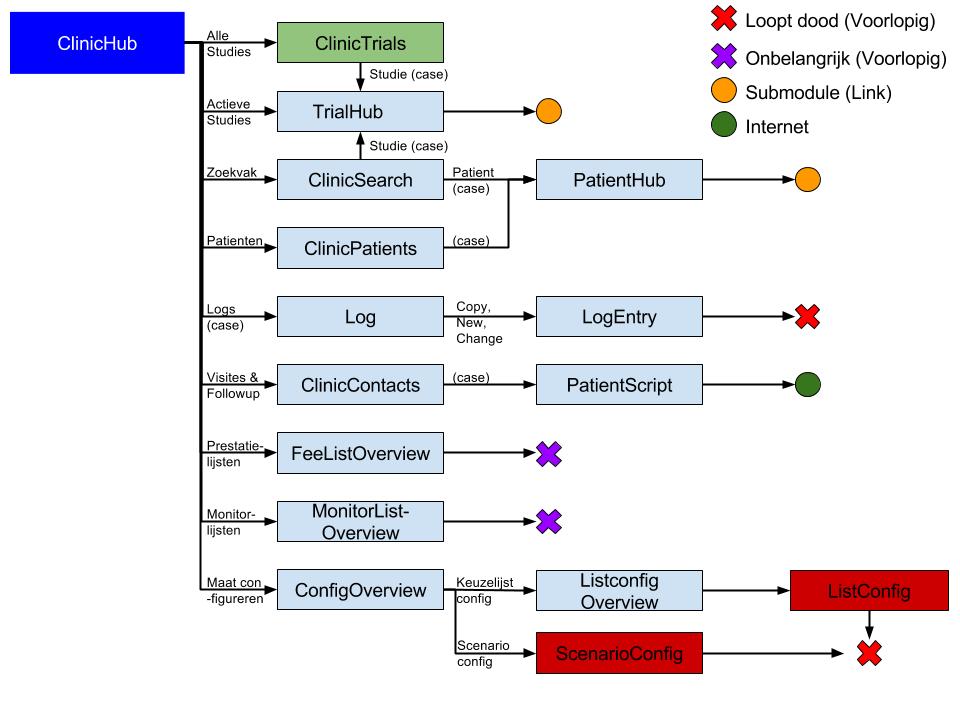 ClinicHub
Alle
Studies
ClinicTrials
Studie (case)
Actieve
Studies
TrialHub
Studie (case)
Zoekvak
ClinicSearch
Patient
(case)
PatientHub
Patienten
ClinicPatients
(case)
Logs
(case)
Log
Copy,
New,
Change
LogEntry
Visites &
Followup
ClinicContacts
(case)
PatientScript
Prestatie-
lijsten
FeeListOverview
Monitor-
lijsten
MonitorList-
Overview
Maat con
-figureren
ConfigOverview
Keuzelijst
config
Listconfig
Overview
ListConfig
Scenario
config
ScenarioConfig
Loopt dood (Voorlopig)
Onbelangrijk (Voorlopig)
Submodule (Link)
Internet